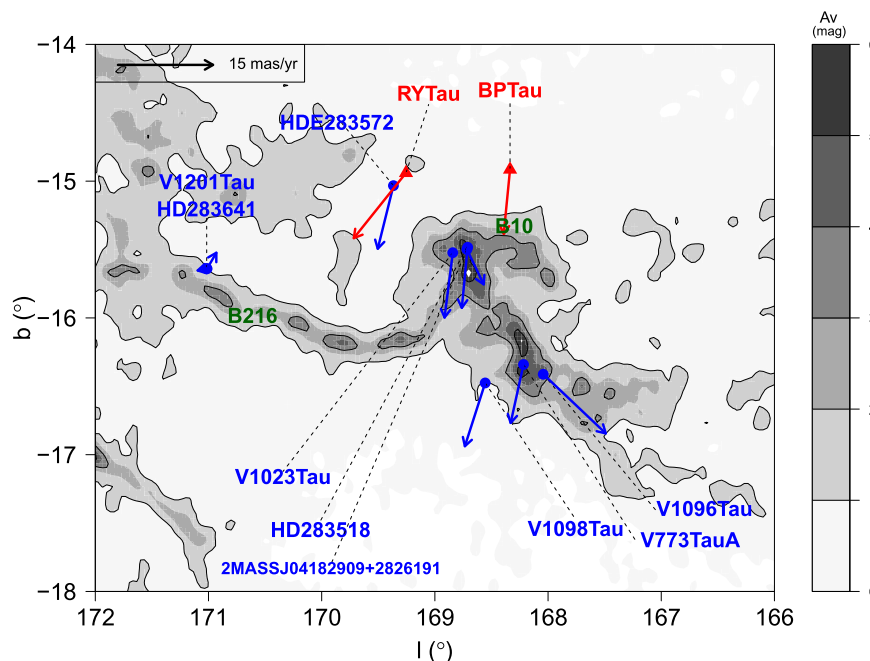 Av
(mag)
−14
15 mas/yr
RYTau
BPTau
HDE283572
−15
V1201Tau
HD283641
B10
−16
B216
b (°)
−17
V1023Tau
V1096Tau
HD283518
V1098Tau
V773TauA
2MASSJ04182909+2826191
−18
172
171
170
169
168
167
166
l (°)